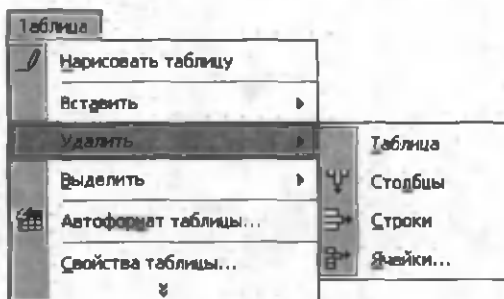 Таблица
Нарисовать таблицу
Вставить
Удалить
Таблица
Выделить
Столбцы
Автоформат таблицы...
Строки
Свойства таблицы...
Ячейки...